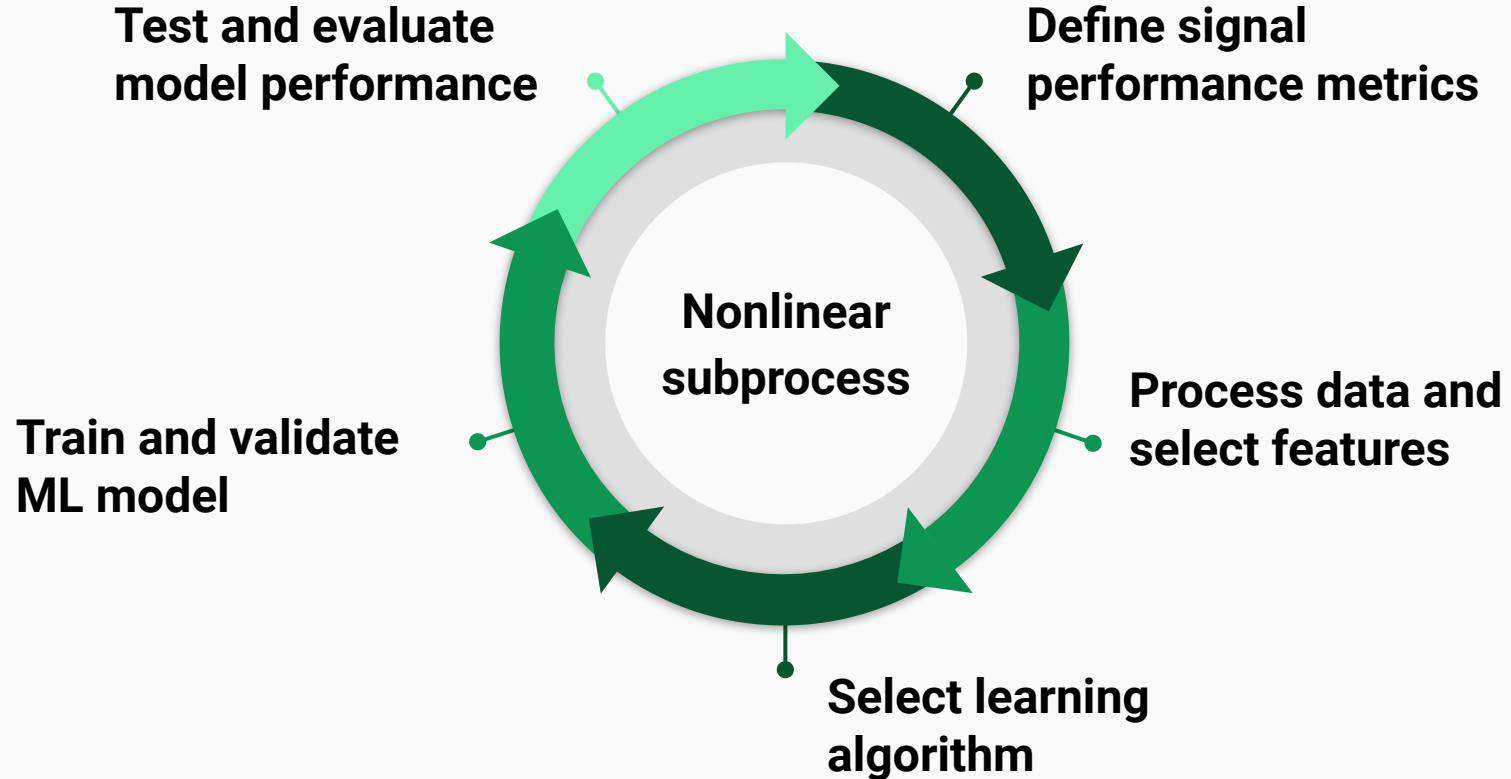 Test and evaluate
model performance
Define signal
performance metrics
Nonlinear
subprocess
Process data and
select features
Train and validate
ML model
Select learning
algorithm